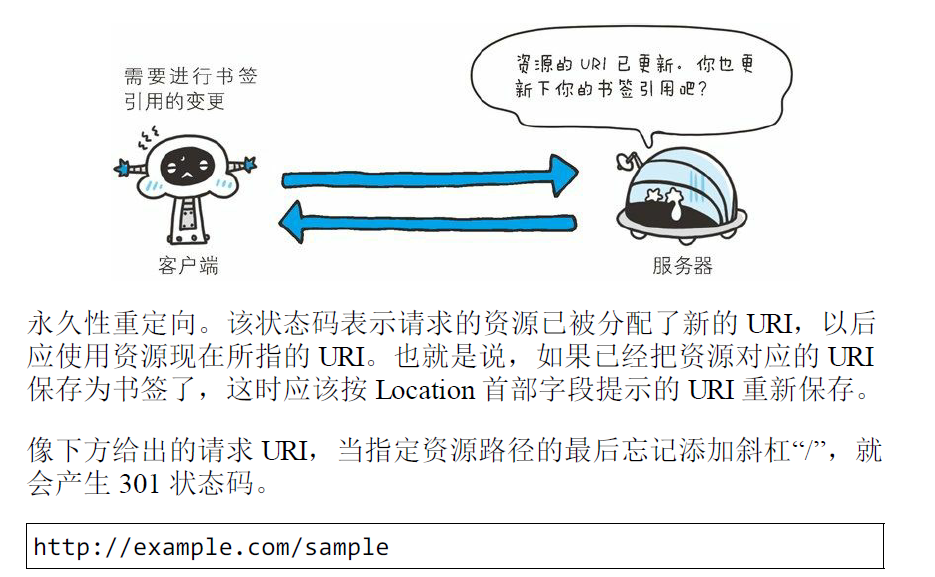 需要进行书签
引用的变更
资源的 URI 已更新。你也更
新下你的书签引用吧？
客户端
服务器
永久性重定向。该状态码表示请求的资源已被分配了新的 URI，以后
应使用资源现在所指的 URI。也就是说，如果已经把资源对应的 URI
保存为书签了，这时应该按 Location 首部字段提示的 URI 重新保存。
像下方给出的请求 URI，当指定资源路径的最后忘记添加斜杠“/”，就
会产生 301 状态码。
http://example.com/sample